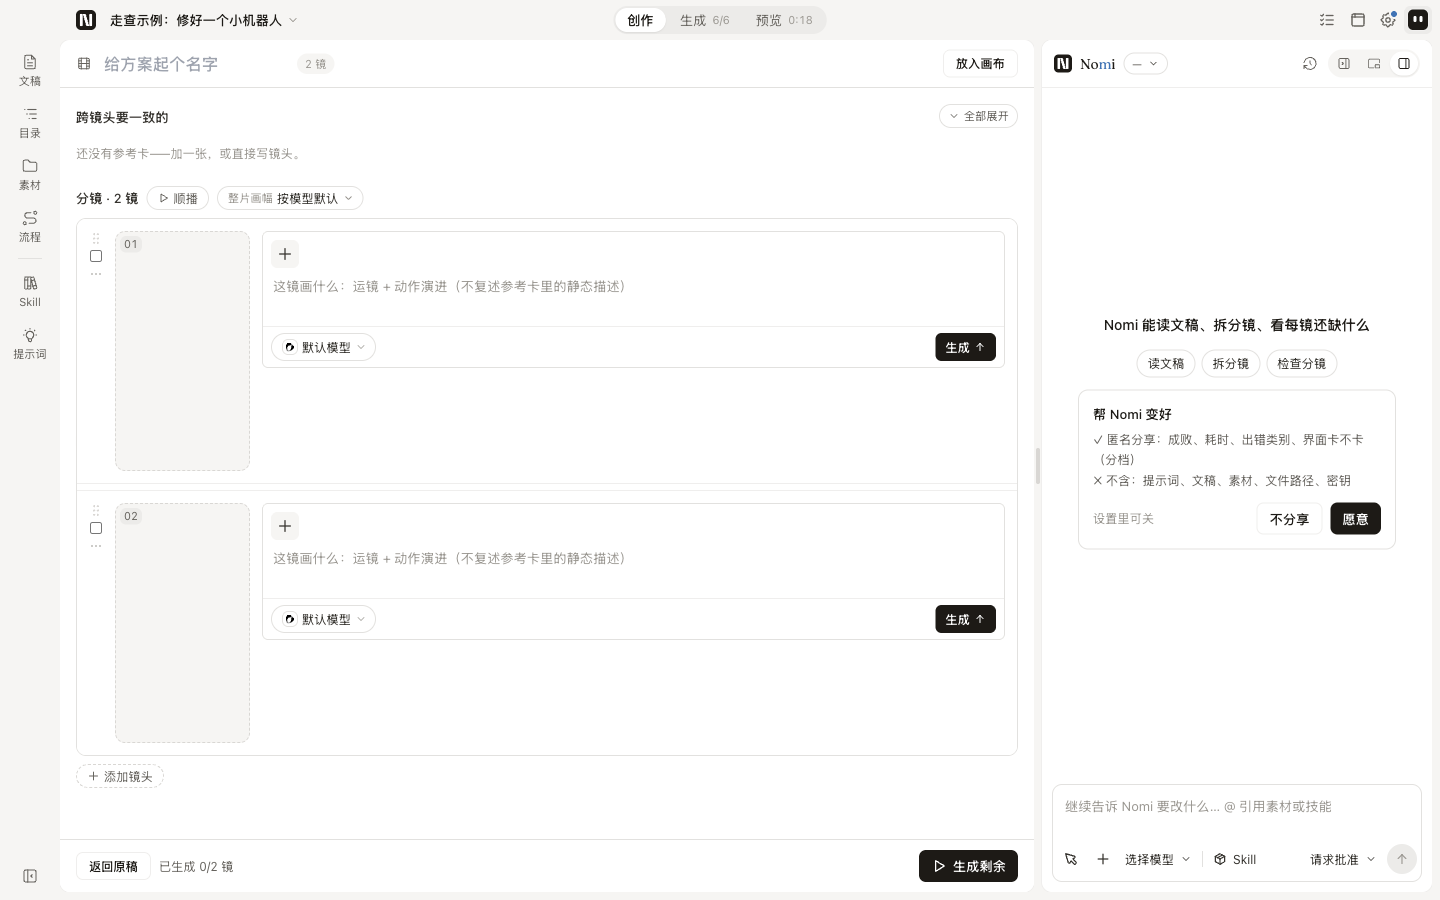 走查示例：修好一个小机器人
创作
生成 6/6
预览 0:18
文稿
目录
素材
流程
Skill
提示词
给方案起个名字
2 镜
放入画布
跨镜头要一致的
全部展开
还没有参考卡——加一张，或直接写镜头。
分镜 · 2 镜
顺播
整片画幅 按模型默认
01
这镜画什么：运镜 + 动作演进（不复述参考卡里的静态描述）
默认模型
生成
02
这镜画什么：运镜 + 动作演进（不复述参考卡里的静态描述）
默认模型
生成
添加镜头
返回原稿
已生成 0/2 镜
生成剩余
Nomi
—
Nomi 能读文稿、拆分镜、看每镜还缺什么
读文稿
拆分镜
检查分镜
帮 Nomi 变好
✓ 匿名分享：成败、耗时、出错类别、界面卡不卡
（分档）
✕ 不含：提示词、文稿、素材、文件路径、密钥
设置里可关
不分享
愿意
继续告诉 Nomi 要改什么... @ 引用素材或技能
选择模型
Skill
请求批准